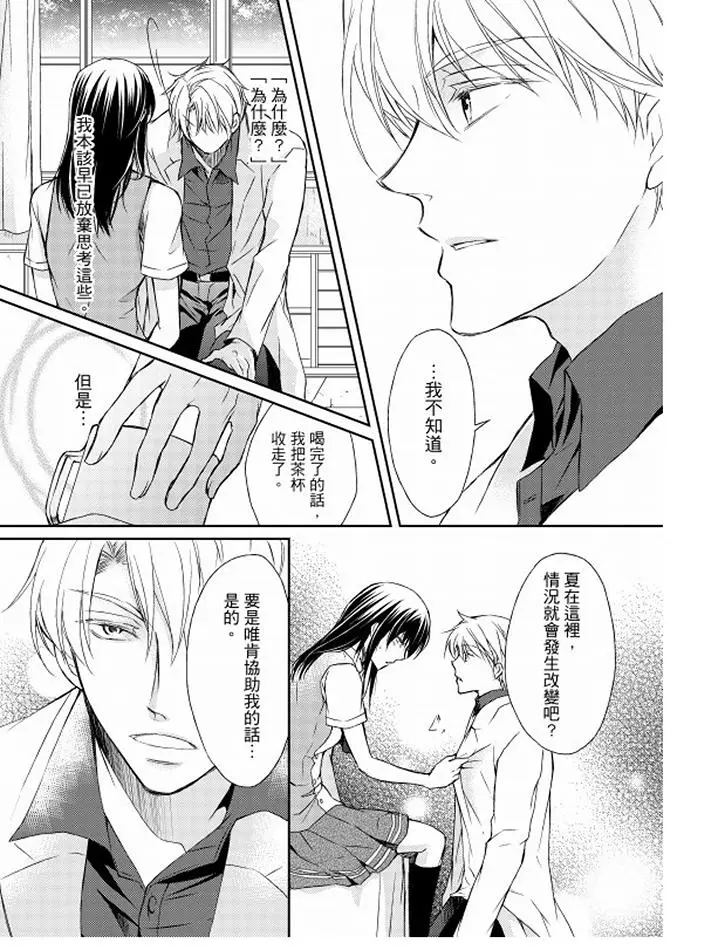 …我不知道。
「為什麼？」
「為什麼？」
我本該早已放棄思考這些。
喝完了的話，
我把茶杯
收走了。
但是…
夏在這裡，
情況就會發生改變吧？
要是唯肯協助我的話…
是的。